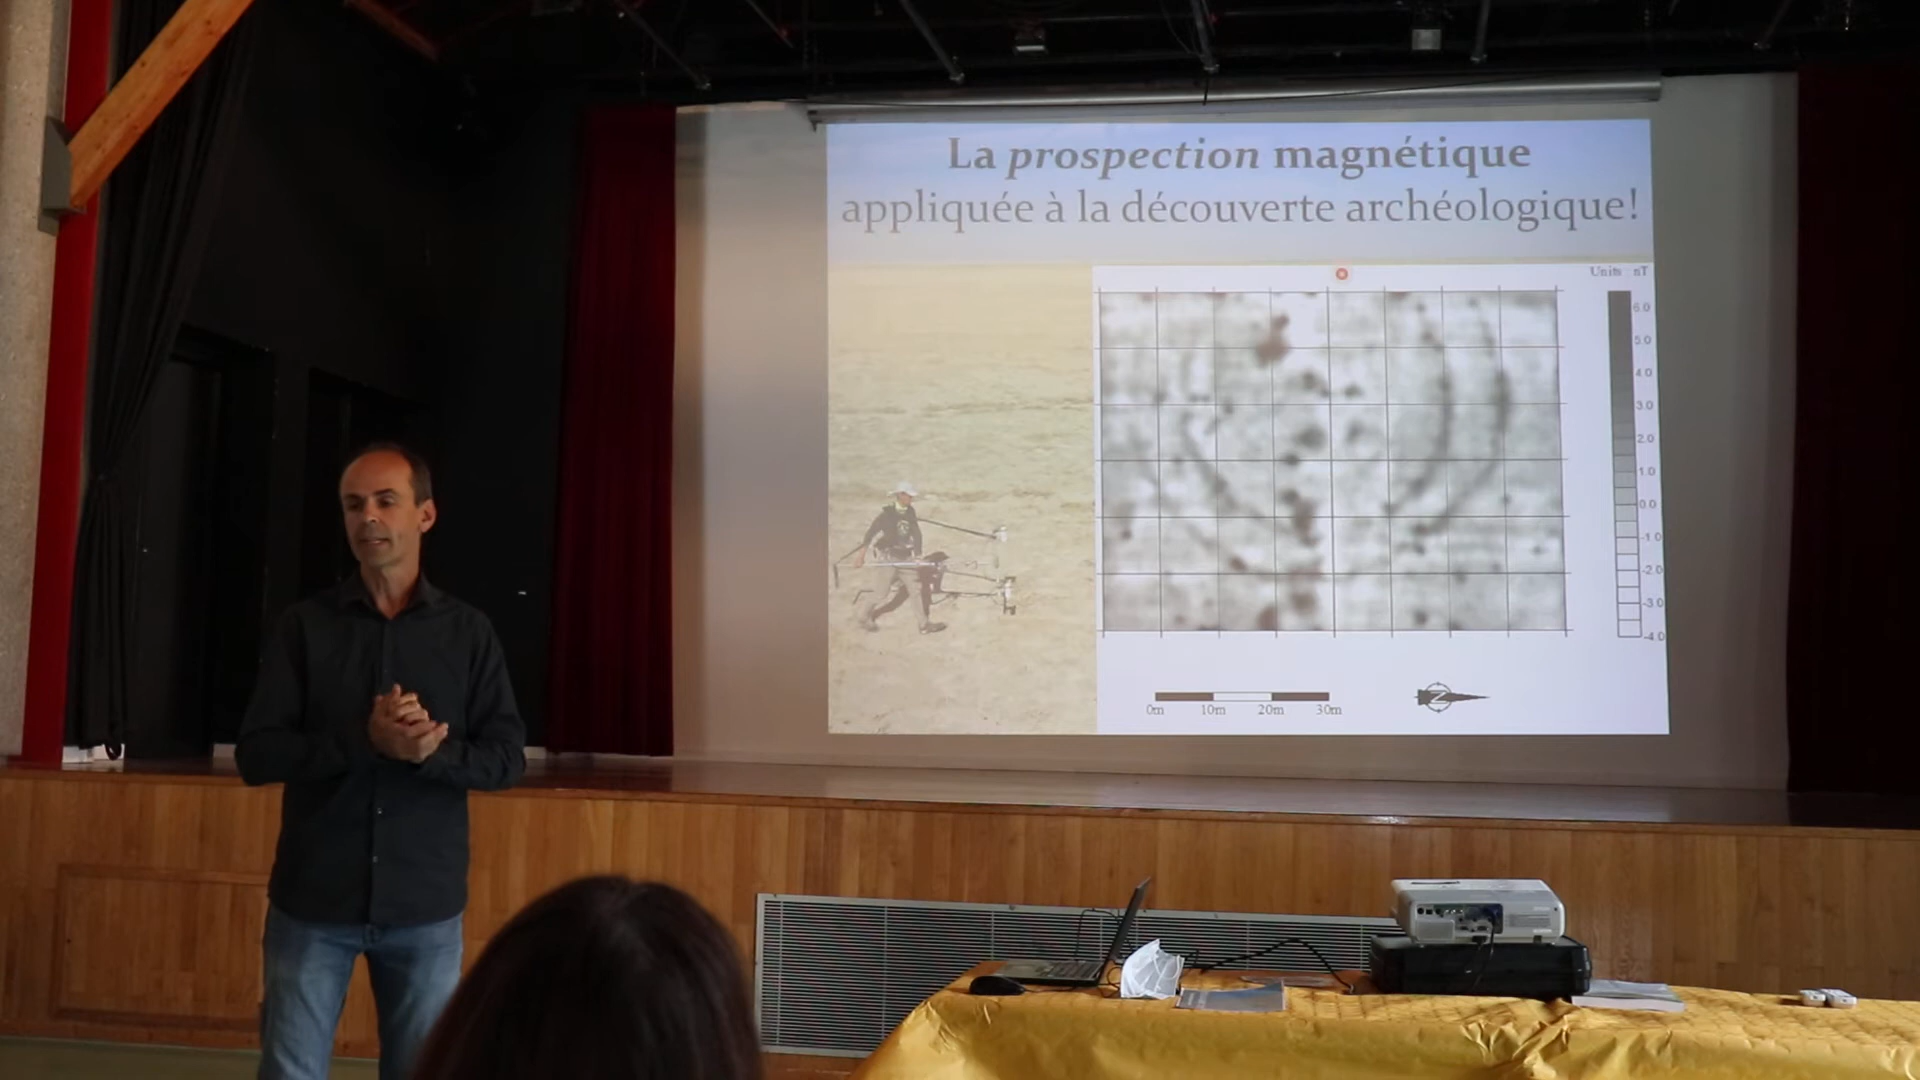 La prospection magnétique
appliquée à la découverte archéologique!
Units nT
6.0
5.0
4.0
3.0
2.0
1.0
0.0
-1.0
-2.0
-3.0
-4.0
0m 10m 20m 30m
Z